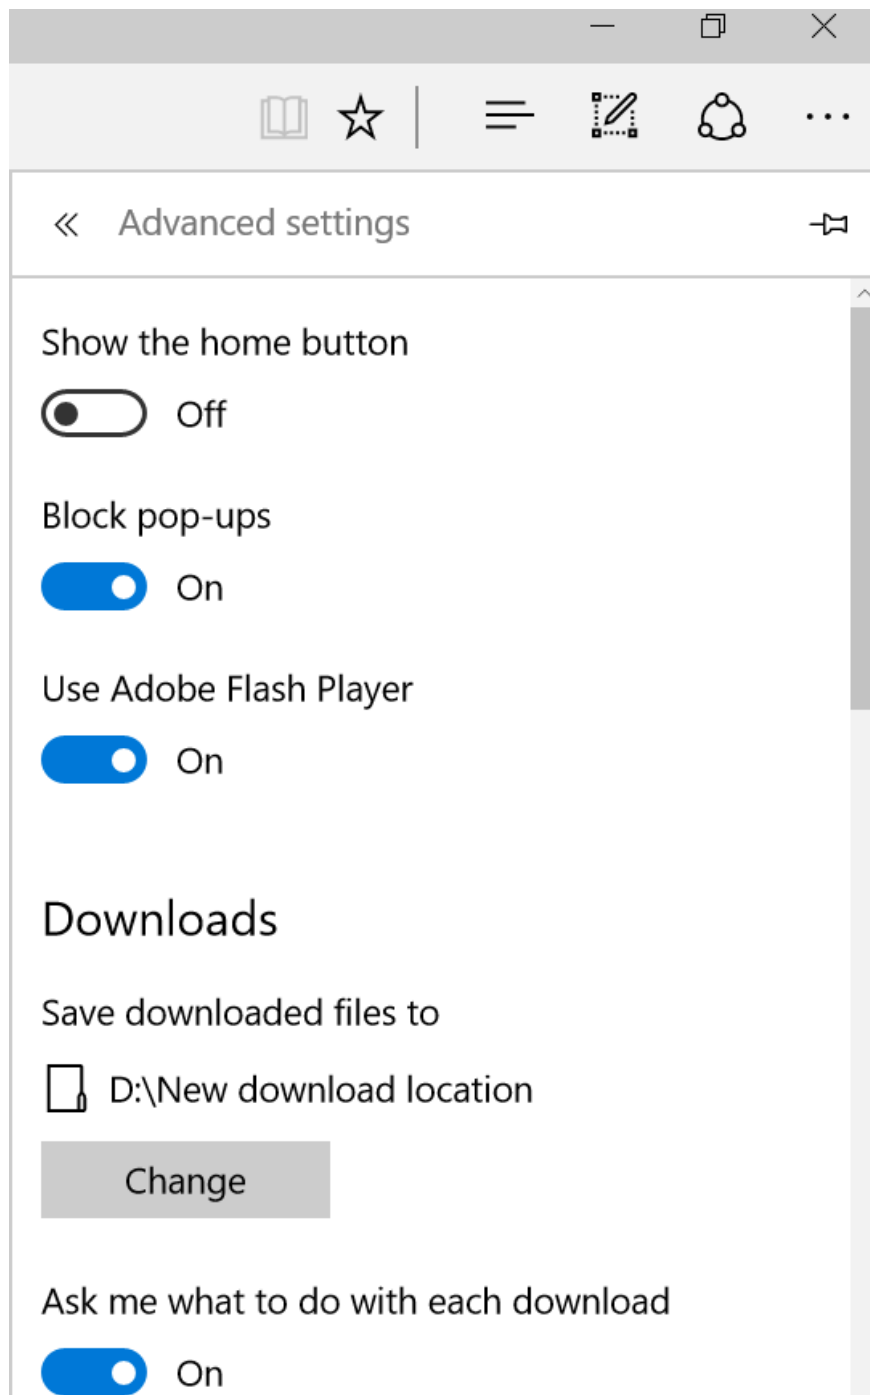 Advanced settings
Show the home button
Off
Block pop-ups
On
Use Adobe Flash Player
On
Downloads
Save downloaded files to
D:\New download location
Change
Ask me what to do with each download
On